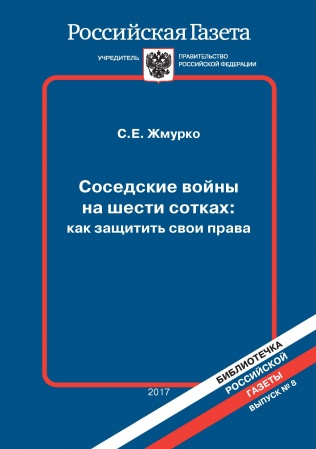 Российская Газета
УЧРЕДИТЕЛЬ
ПРАВИТЕЛЬСТВО
РОССИЙСКОЙ ФЕДЕРАЦИИ
С.Е. Жмурко
Соседские войны
на шести сотках:
как защитить свои права
БИБЛИОТЕЧКА
РОССИЙСКОЙ
ГАЗЕТЫ
ВЫПУСК № 8
2017